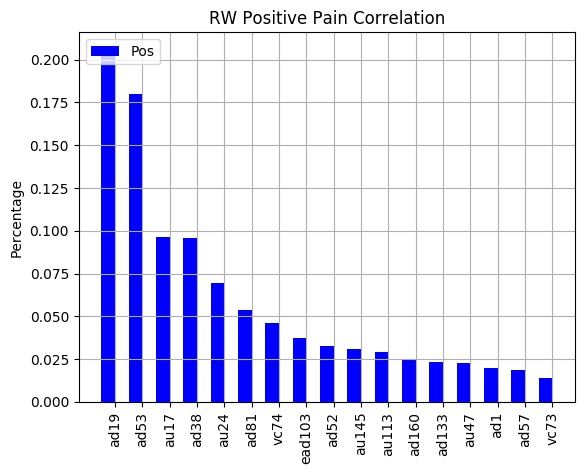 RW Positive Pain Correlation
Pos
Percentage
0.200
0.175
0.150
0.125
0.100
0.075
0.050
0.025
0.000
ad19
ad53
au17
ad38
au24
ad81
vc74
ead103
ad52
au145
au113
ad160
ad133
au47
ad1
ad57
vc73